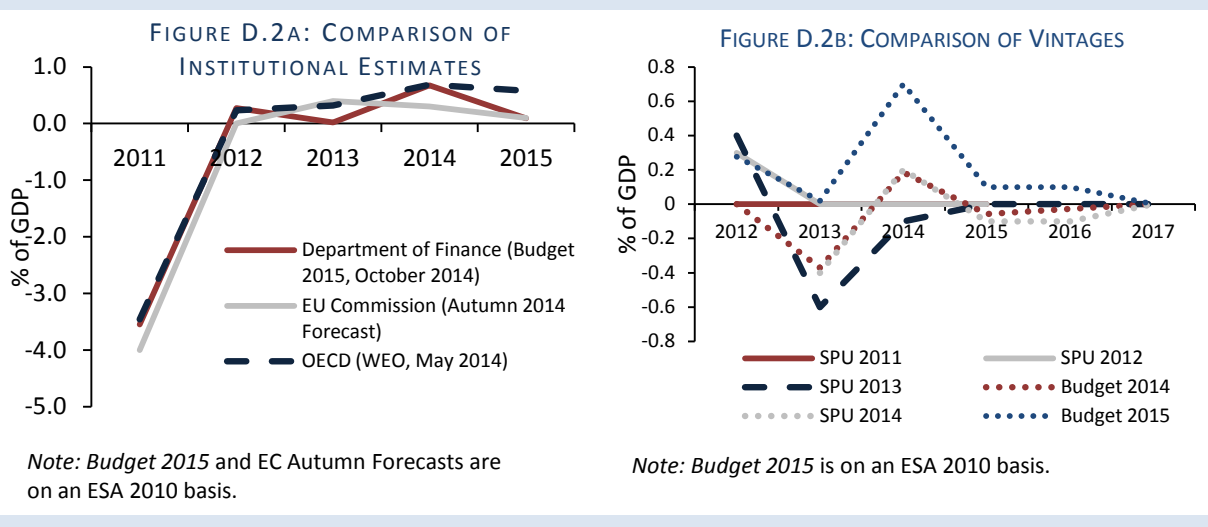 FIGURE D.2A: COMPARISON OF
INSTITUTIONAL ESTIMATES
1.0
0.0
-1.0
-2.0
-3.0
-4.0
-5.0
% of GDP
2011
2012
2013
2014
2015
Department of Finance (Budget
2015, October 2014)
EU Commission (Autumn 2014
Forecast)
OECD (WEO, May 2014)
Note: Budget 2015 and EC Autumn Forecasts are
on an ESA 2010 basis.
FIGURE D.2B: COMPARISON OF VINTAGES
0.8
0.6
0.4
0.2
0
-0.2
-0.4
-0.6
-0.8
% of GDP
2012
2013
2014
2015
2016
2017
SPU 2011
SPU 2012
SPU 2013
Budget 2014
SPU 2014
Budget 2015
Note: Budget 2015 is on an ESA 2010 basis.